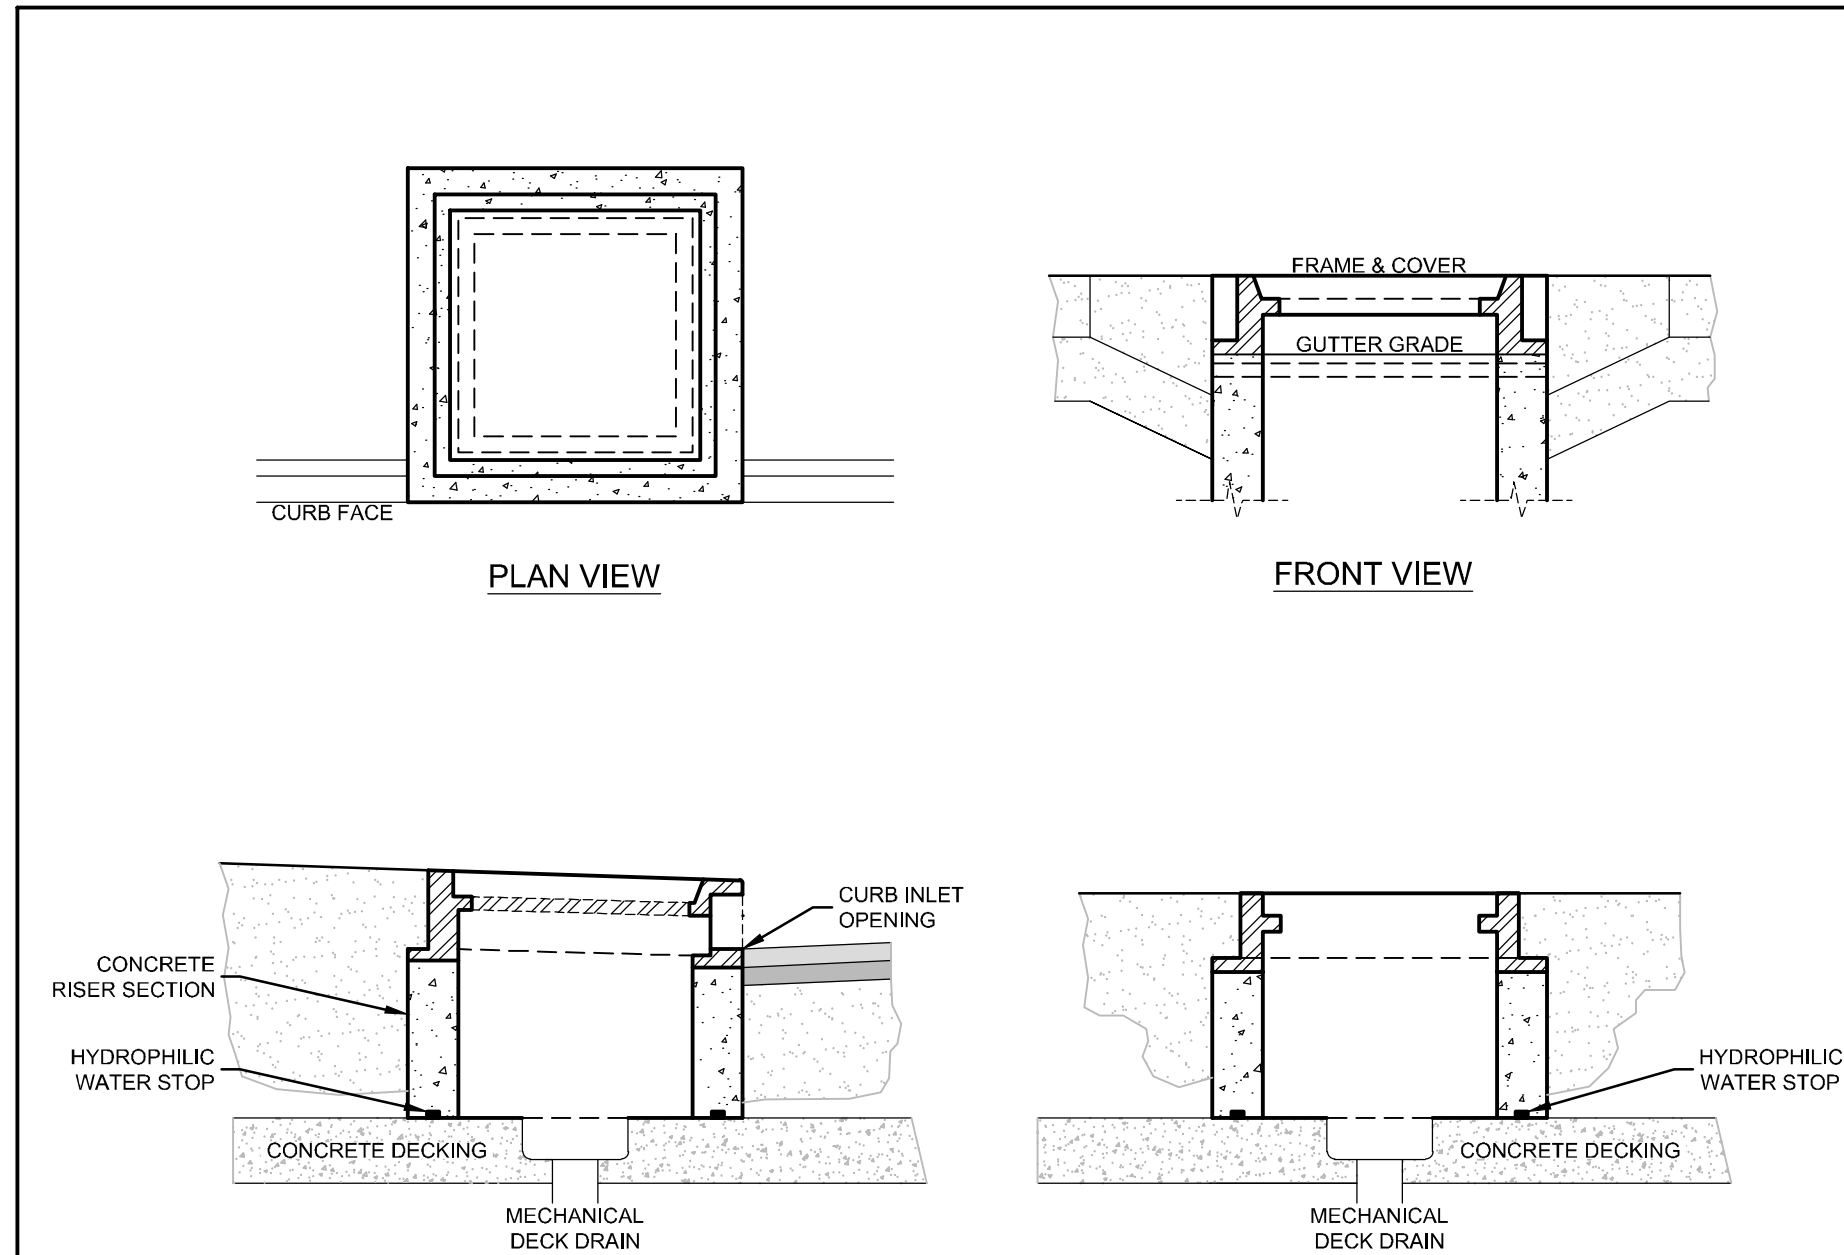 FRAME & COVER
GUTTER GRADE
CURB FACE
PLAN VIEW
FRONT VIEW
CURB INLET
OPENING
CONCRETE
RISER SECTION
HYDROPHILIC
WATER STOP
CONCRETE DECKING
MECHANICAL
DECK DRAIN
HYDROPHILIC
WATER STOP
CONCRETE DECKING
MECHANICAL
DECK DRAIN